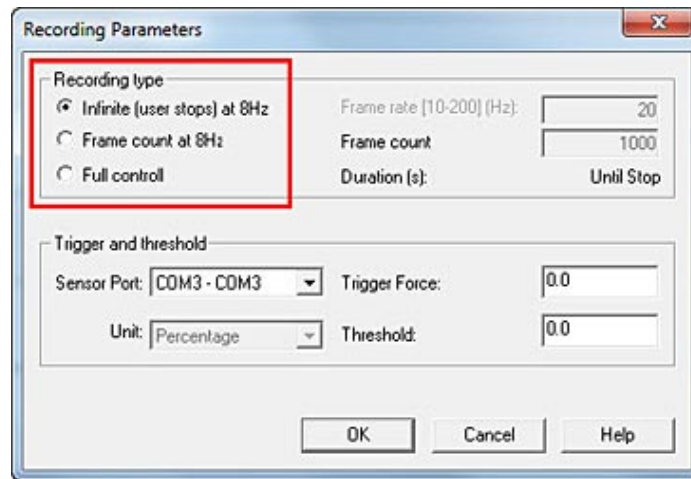 Recording Parameters
Recording type
Infinite (user stops) at 8Hz
Frame rate [10-200] (Hz):
20
Frame count at 8Hz
Frame count
1000
Full controll
Duration (s):
Until Stop
Trigger and threshold
Sensor Port:
COM3 - COM3
Trigger Force:
0.0
Unit:
Percentage
Threshold:
0.0
OK
Cancel
Help